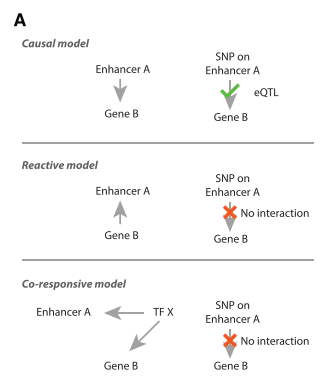 A
Causal model
Enhancer A
Gene B
SNP on
Enhancer A
eQTL
Gene B
Reactive model
Enhancer A
Gene B
SNP on
Enhancer A
No interaction
Gene B
Co-responsive model
Enhancer A
TF X
Gene B
SNP on
Enhancer A
No interaction
Gene B